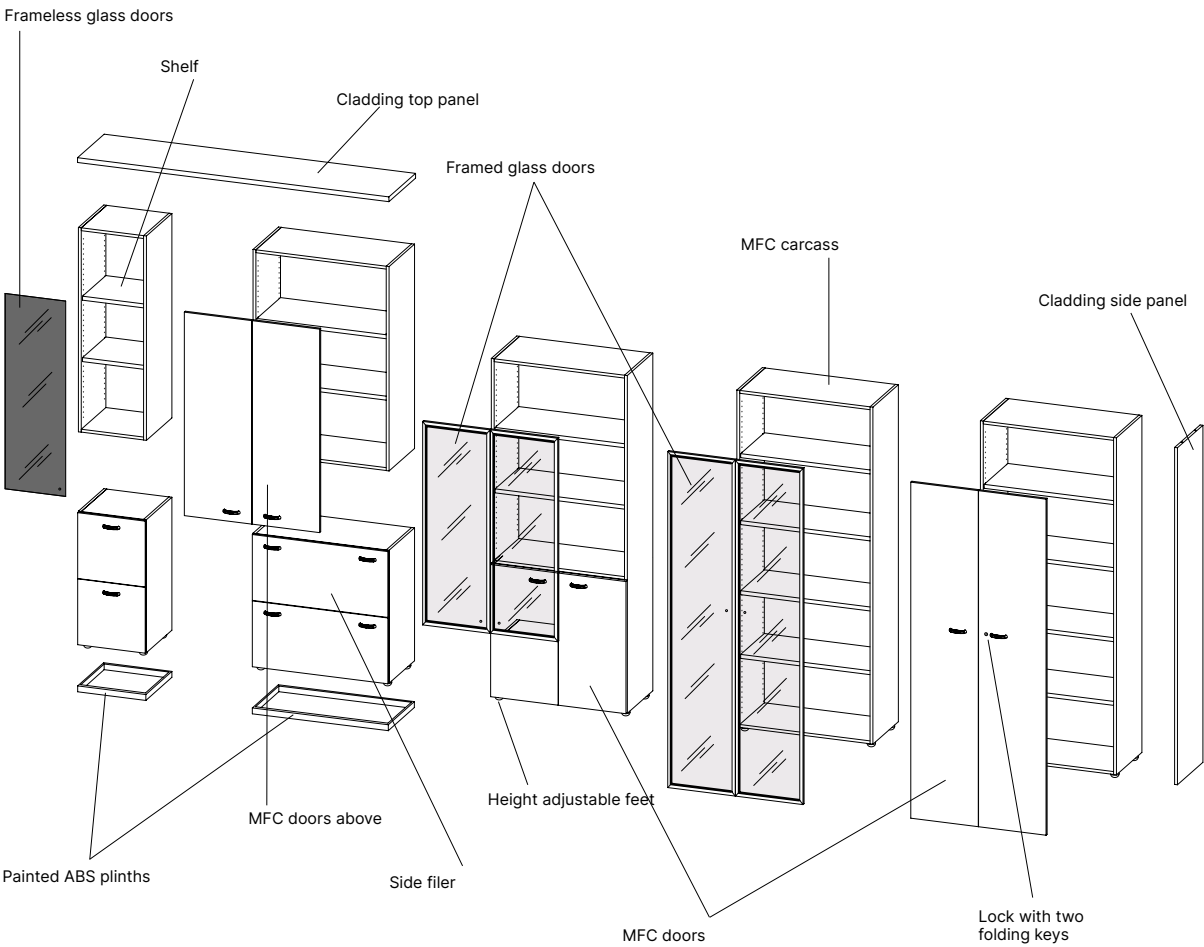 Frameless glass doors
Shelf
Cladding top panel
Framed glass doors
MFC carcass
Cladding side panel
Height adjustable feet
MFC doors above
Painted ABS plinths
Side filer
MFC doors
Lock with two
folding keys